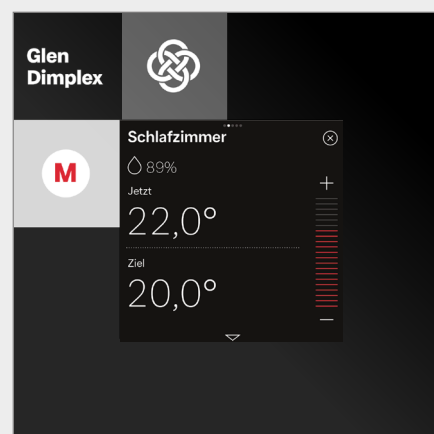 Glen
Dimplex
M
Schlafzimmer
89%
Jetzt
22,0°
Ziel
20,0°